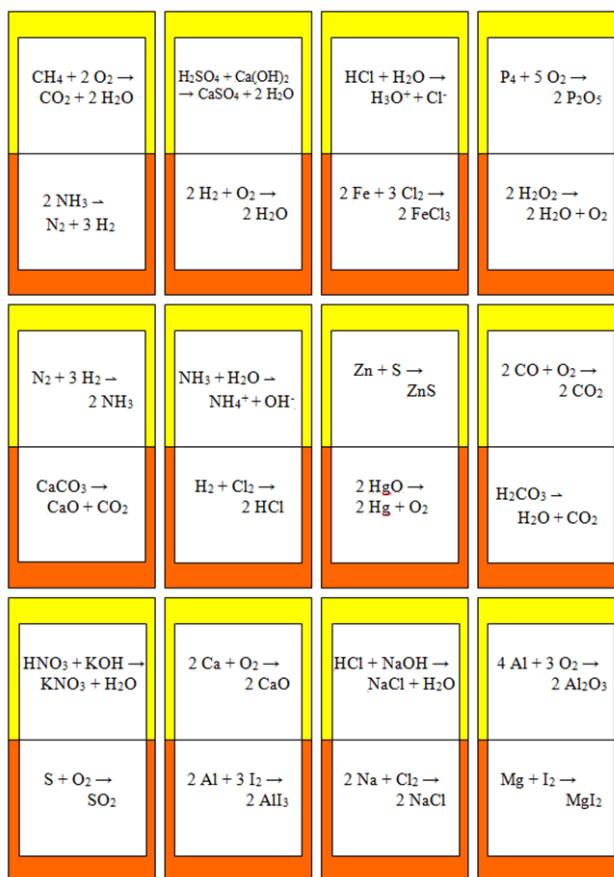 CH₄ + 2 O₂ →
CO₂ + 2 H₂O
H₂SO₄ + Ca(OH)₂
→ CaSO₄ + 2 H₂O
HCl + H₂O →
H₃O⁺ + Cl⁻
P₄ + 5 O₂ →
2 P₂O₅
2 NH₃ ⇀
N₂ + 3 H₂
2 H₂ + O₂ →
2 H₂O
2 Fe + 3 Cl₂ →
2 FeCl₃
2 H₂O₂ →
2 H₂O + O₂
N₂ + 3 H₂ ⇀
2 NH₃
NH₃ + H₂O ⇀
NH₄⁺ + OH⁻
Zn + S →
ZnS
2 CO + O₂ →
2 CO₂
CaCO₃ →
CaO + CO₂
H₂ + Cl₂ →
2 HCl
2 HgO →
2 Hg + O₂
H₂CO₃ ⇀
H₂O + CO₂
HNO₃ + KOH →
KNO₃ + H₂O
2 Ca + O₂ →
2 CaO
HCl + NaOH →
NaCl + H₂O
4 Al + 3 O₂ →
2 Al₂O₃
S + O₂ →
SO₂
2 Al + 3 I₂ →
2 AlI₃
2 Na + Cl₂ →
2 NaCl
Mg + I₂ →
MgI₂